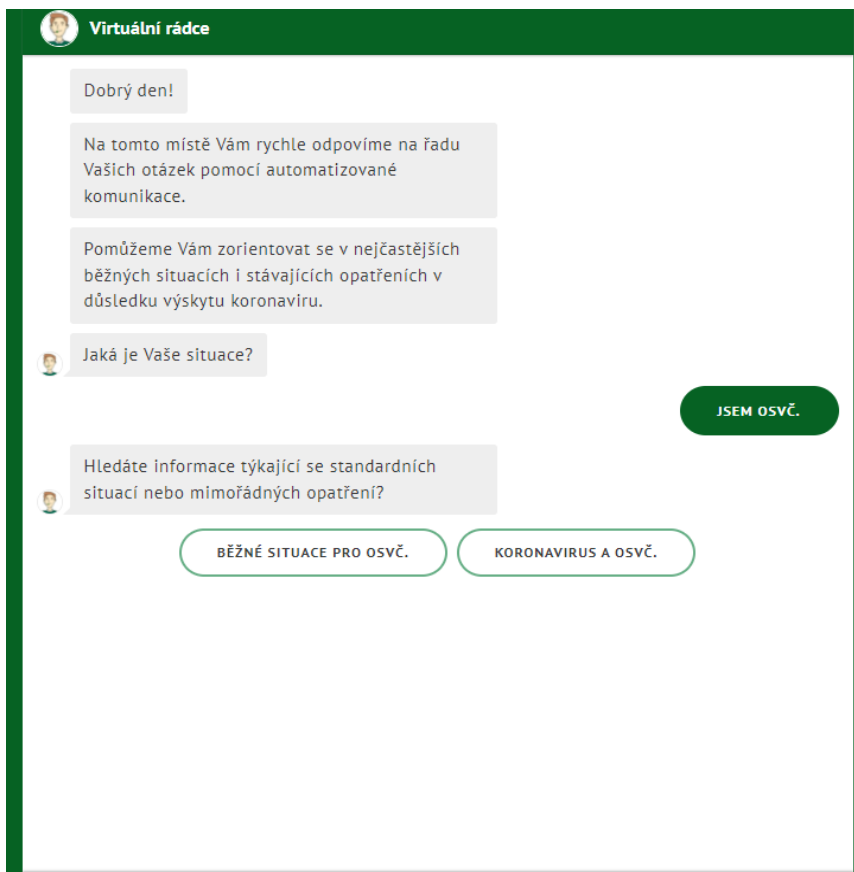 Virtuální rádce
Dobrý den!
Na tomto místě Vám rychle odpovíme na řadu
Vašich otázek pomocí automatizované
komunikace.
Pomůžeme Vám zorientovat se v nejčastějších
běžných situacích i stávajících opatřeních v
důsledku výskytu koronaviru.
Jaká je Vaše situace?
JSEM OSVČ.
Hledáte informace týkající se standardních
situací nebo mimořádných opatření?
BĚŽNÉ SITUACE PRO OSVČ.
KORONAVIRUS A OSVČ.